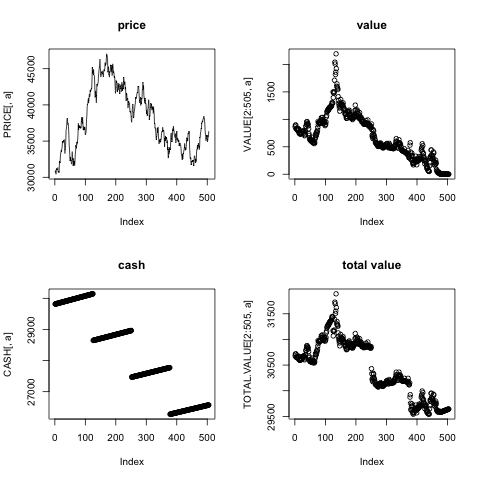 price
value
PRICE[, a]
30000 35000 40000 45000
0 100 200 300 400 500
Index
VALUE[2:505, a]
0 500 1500
0 100 200 300 400 500
Index
cash
total value
CASH[, a]
27000 29000
0 100 200 300 400 500
Index
TOTAL.VALUE[2:505, a]
29500 30500 31500
0 100 200 300 400 500
Index